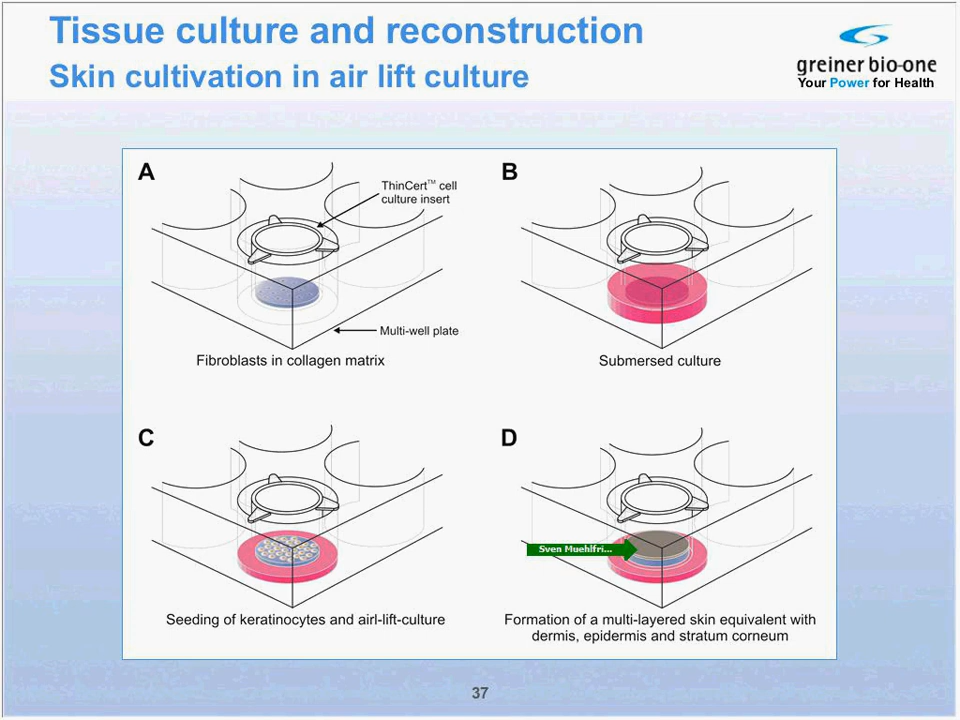 Tissue culture and reconstruction
Skin cultivation in air lift culture
greiner bio-one
Your Power for Health
A
ThinCert™ cell
culture insert
Multi-well plate
Fibroblasts in collagen matrix
B
Submersed culture
C
Seeding of keratinocytes and airl-lift-culture
D
Sven Muehlfri...
Formation of a multi-layered skin equivalent with
dermis, epidermis and stratum corneum
37